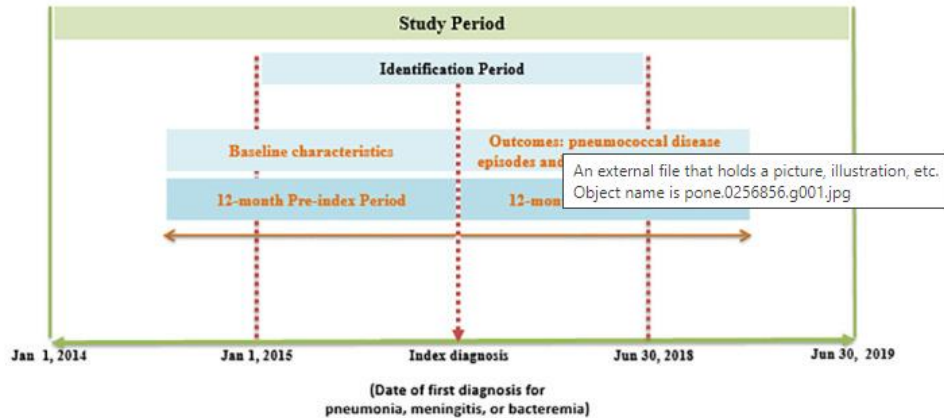 Study Period
Identification Period
Baseline characteristics
Outcomes: pneumococcal disease
episodes and
An external file that holds a picture, illustration, etc.
Object name is pone.0256856.g001.jpg
12-month Pre-index Period
12-mon
Jan 1, 2014
Jan 1, 2015
Index diagnosis
Jun 30, 2018
Jun 30, 2019
(Date of first diagnosis for
pneumonia, meningitis, or bacteremia)